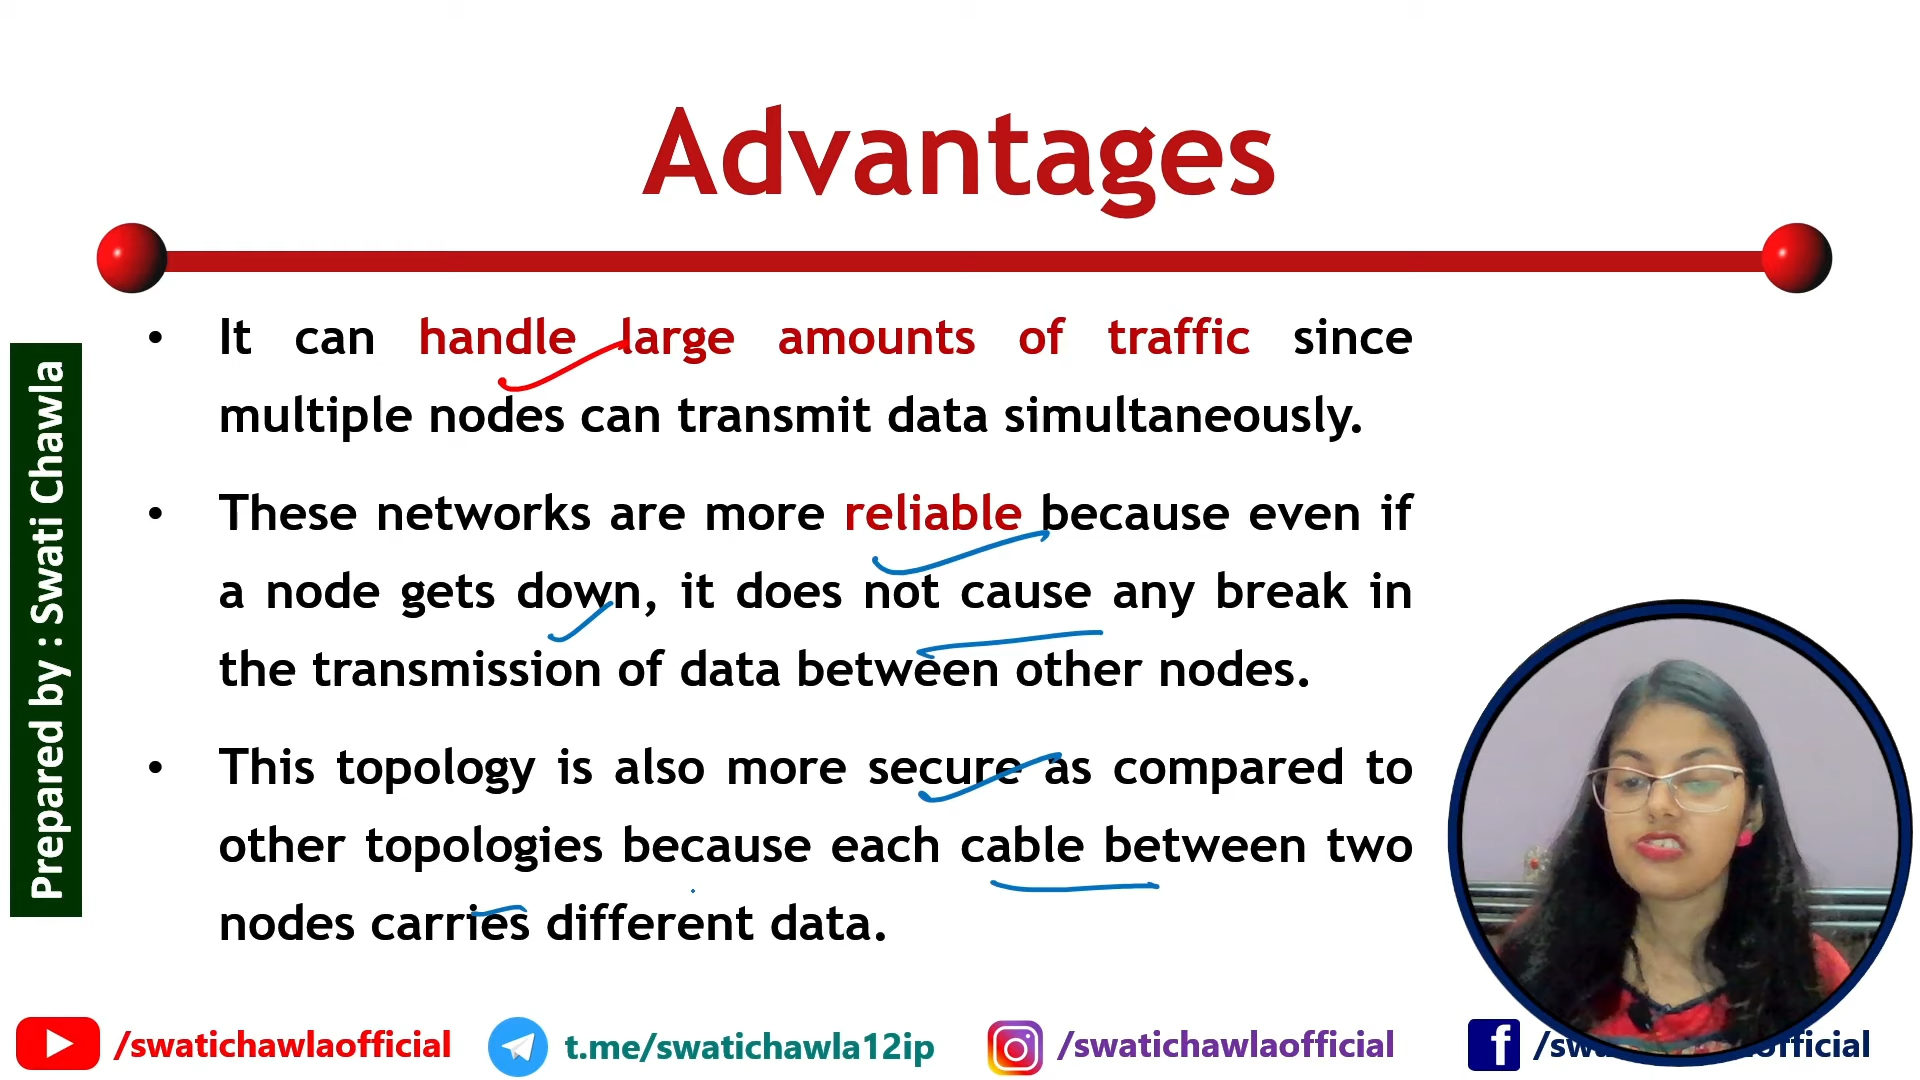 Advantages
• It can handle large amounts of traffic since
multiple nodes can transmit data simultaneously.
• These networks are more reliable because even if
a node gets down, it does not cause any break in
the transmission of data between other nodes.
• This topology is also more secure as compared to
other topologies because each cable between two
nodes carries different data.
Prepared by : Swati Chawla
/swatichawlaofficial
t.me/swatichawla12ip
/swatichawlaofficial